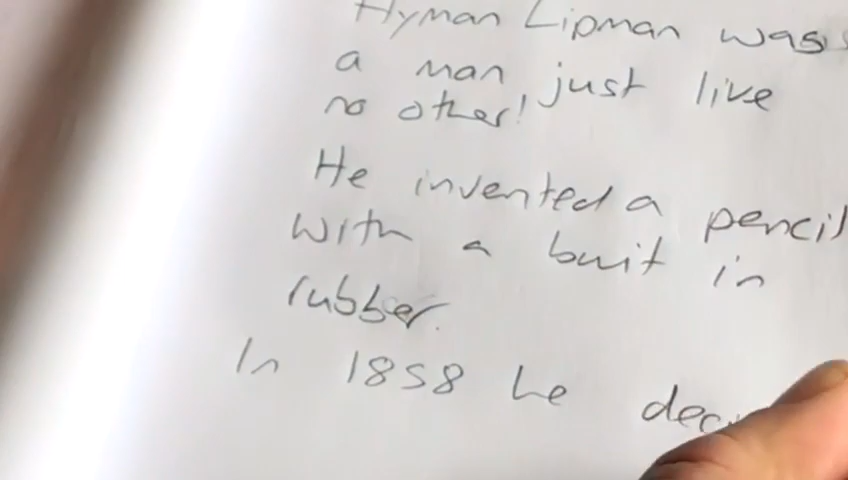 Hyman Lipman was
a man just live
no other!
He invented a pencil
with a buit in
rubber.
In 1858 he